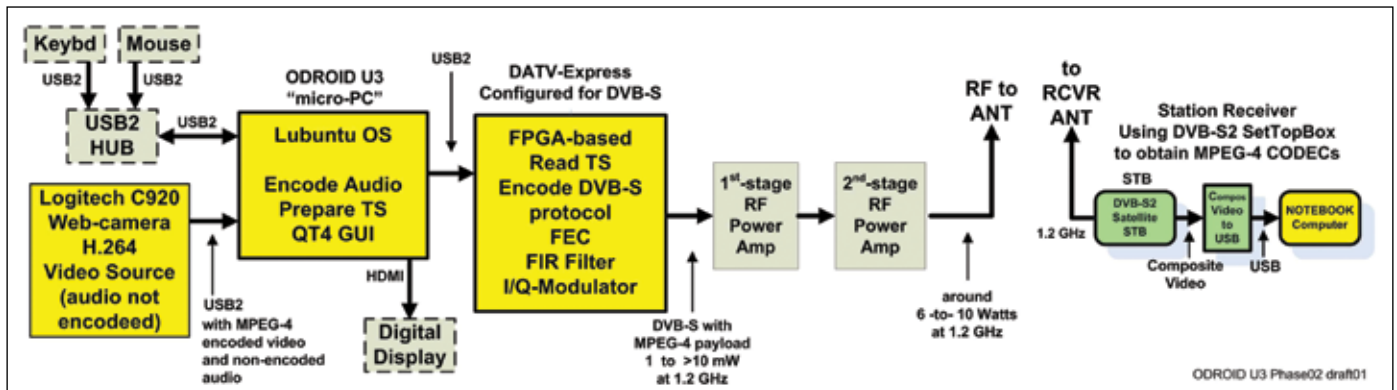 Keybd
Mouse
USB2
USB2
USB2
HUB
USB2
ODROID U3
"micro-PC"
Lubuntu OS
Encode Audio
Prepare TS
QT4 GUI
Logitech C920
Web-camera
H.264
Video Source
(audio not
encodeed)
USB2
with MPEG-4
encoded video
and non-encoded
audio
HDMI
Digital
Display
USB2
DATV-Express
Configured for DVB-S
FPGA-based
Read TS
Encode DVB-S
protocol
FEC
FIR Filter
I/Q-Modulator
DVB-S with
MPEG-4 payload
1 to >10 mW
at 1.2 GHz
1st-stage
RF
Power
Amp
2nd-stage
RF
Power
Amp
RF to
ANT
around
6 -to- 10 Watts
at 1.2 GHz
to
RCVR
ANT
1.2 GHz
Station Receiver
Using DVB-S2 SetTopBox
to obtain MPEG-4 CODECs
STB
DVB-S2
Satellite
STB
Composite
Video
Compos
Video
to
USB
USB
NOTEBOOK
Computer
ODROID U3 Phase02 draft01